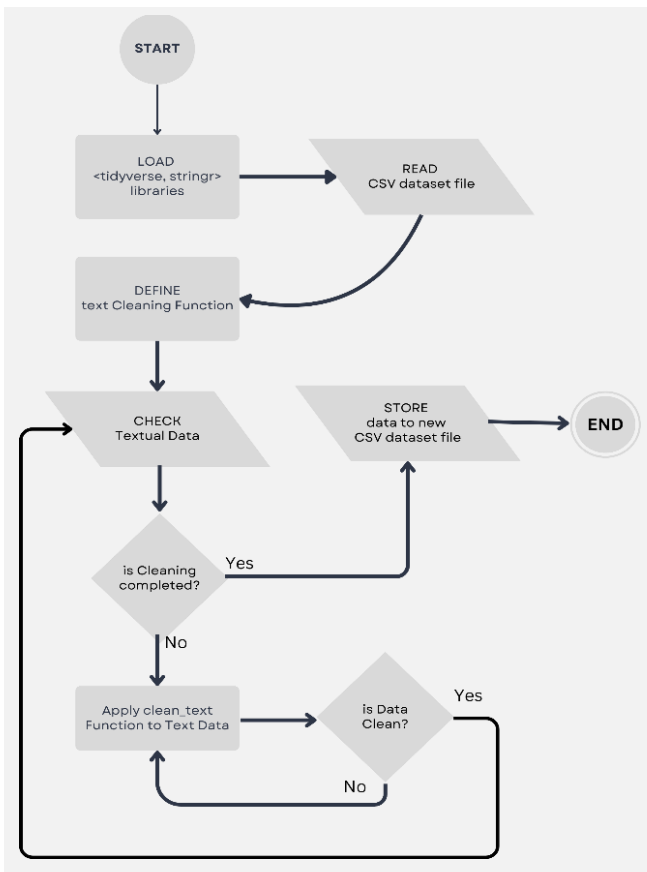 START
LOAD
<tidyverse, stringr>
libraries
READ
CSV dataset file
DEFINE
text Cleaning Function
CHECK
Textual Data
STORE
data to new
CSV dataset file
END
is Cleaning
completed?
Yes
No
Apply clean_text
Function to Text Data
is Data
Clean?
Yes
No